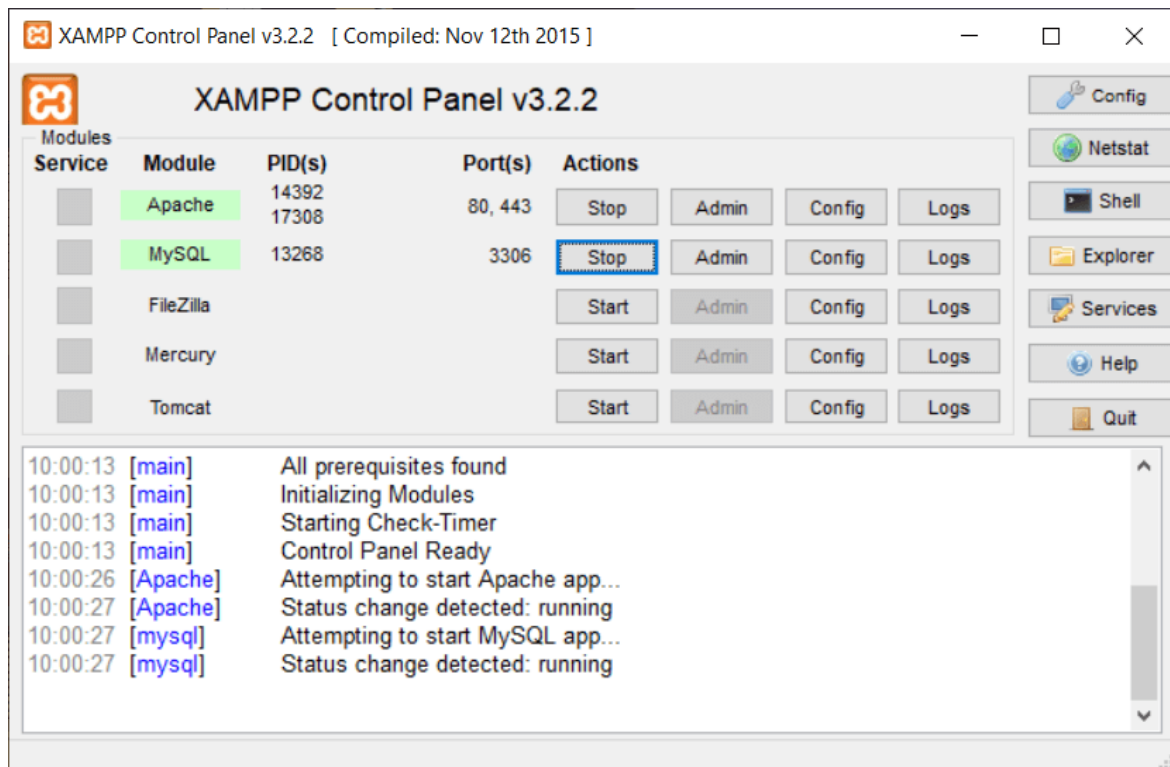 XAMPP Control Panel v3.2.2 [ Compiled: Nov 12th 2015 ]
XAMPP Control Panel v3.2.2
Modules
Service Module PID(s) Port(s) Actions
Apache 14392 17308 80, 443 Stop Admin Config Logs
MySQL 13268 3306 Stop Admin Config Logs
FileZilla Start Admin Config Logs
Mercury Start Admin Config Logs
Tomcat Start Admin Config Logs
Config
Netstat
Shell
Explorer
Services
Help
Quit
10:00:13 [main] All prerequisites found
10:00:13 [main] Initializing Modules
10:00:13 [main] Starting Check-Timer
10:00:13 [main] Control Panel Ready
10:00:26 [Apache] Attempting to start Apache app...
10:00:27 [Apache] Status change detected: running
10:00:27 [mysql] Attempting to start MySQL app...
10:00:27 [mysql] Status change detected: running